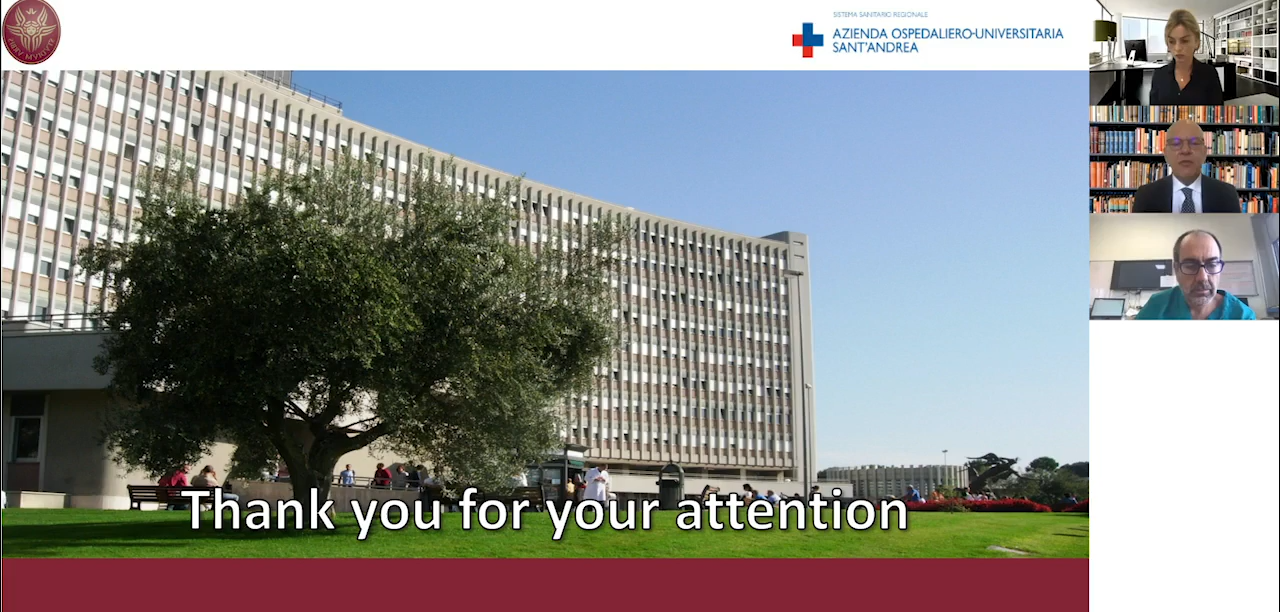 SISTEMA SANITARIO REGIONALE
AZIENDA OSPEDALIERO-UNIVERSITARIA
SANT'ANDREA
Thank you for your attention